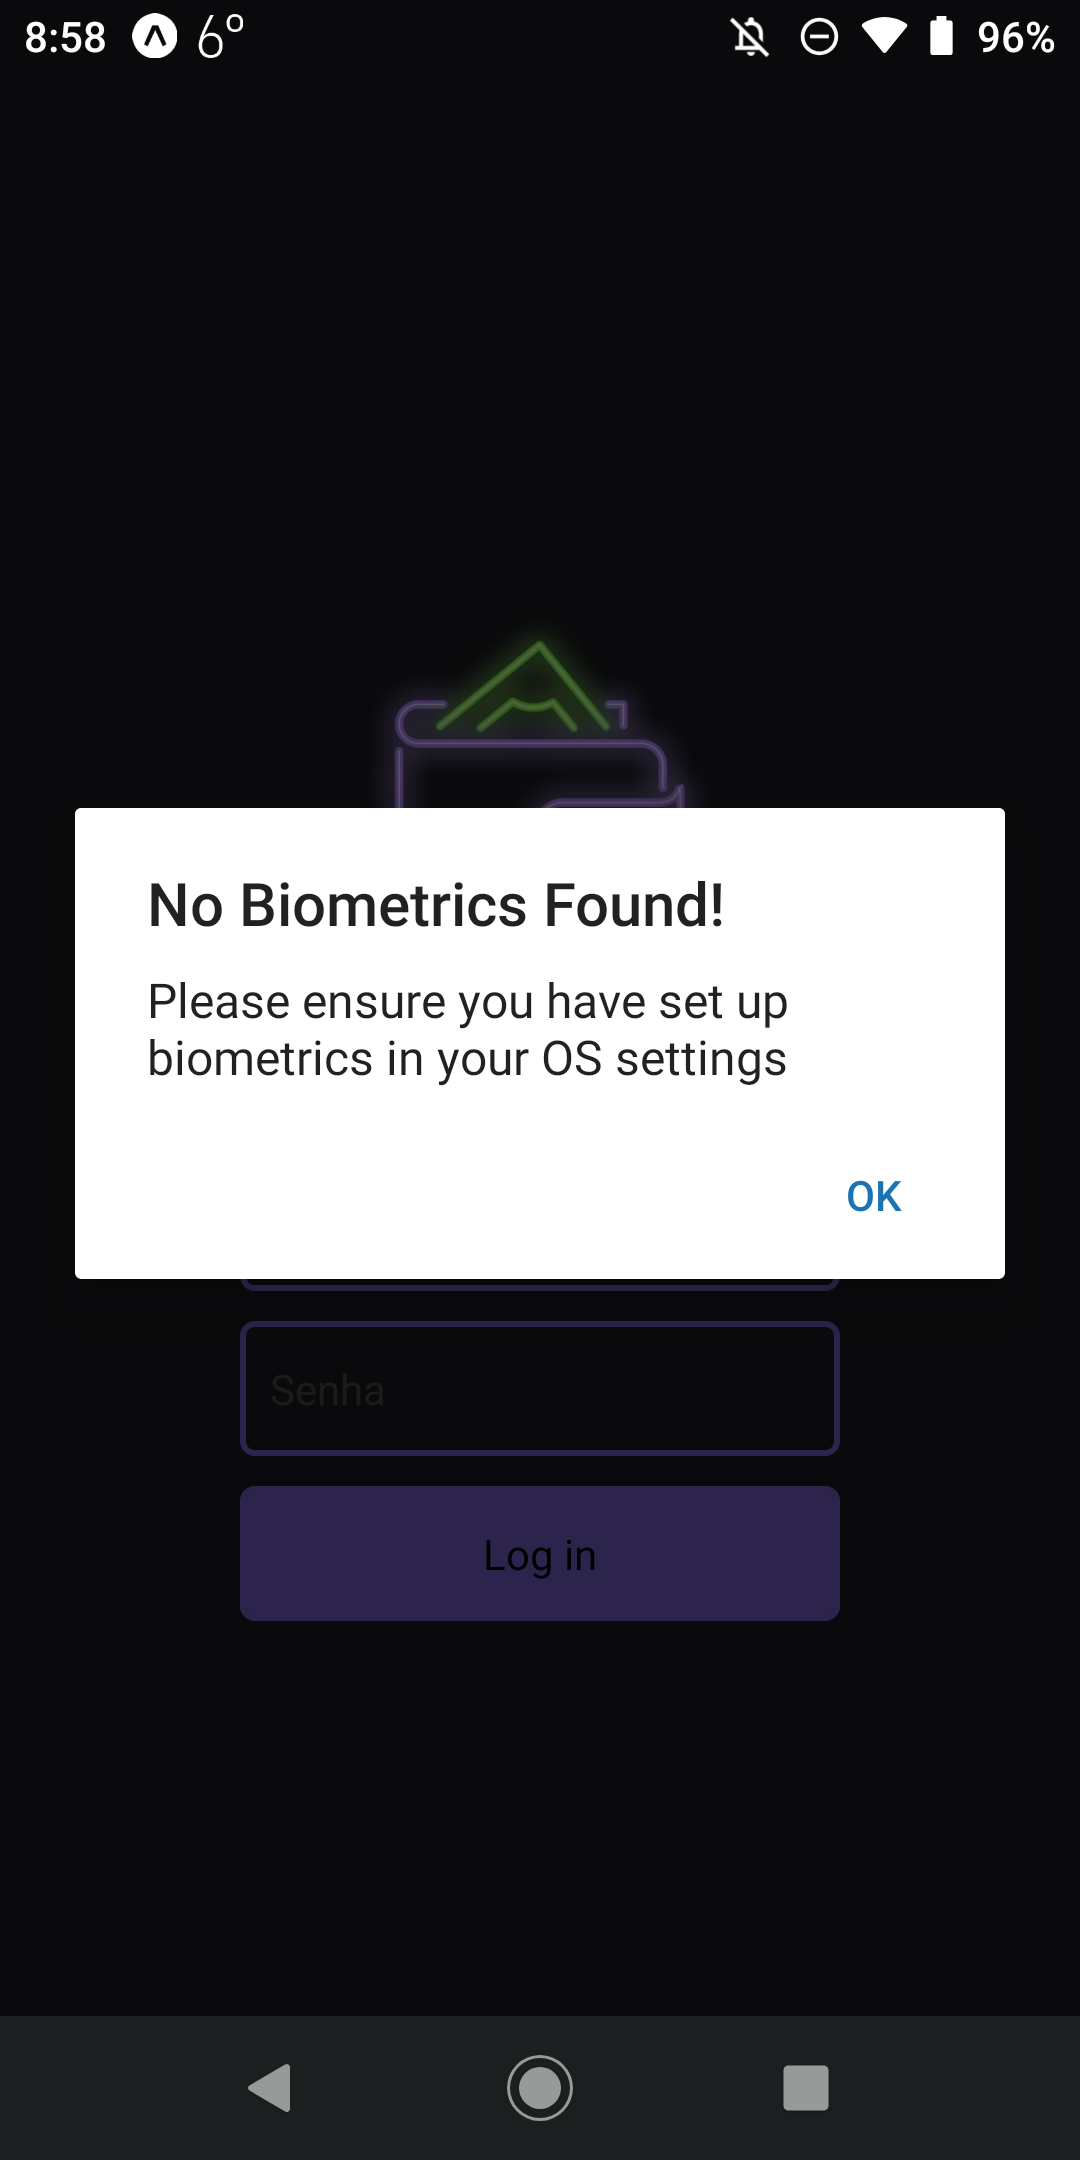 8:58 6° 96%
No Biometrics Found!
Please ensure you have set up
biometrics in your OS settings
OK
Senha
Log in